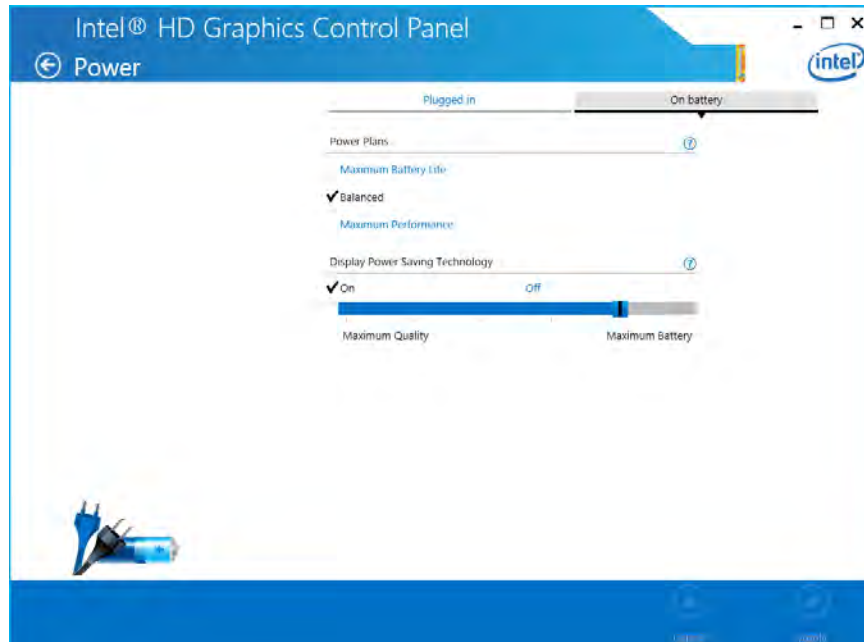 Intel® HD Graphics Control Panel
Power
intel
Plugged in
On battery
Power Plans
Maximum Battery Life
Balanced
Maximum Performance
Display Power Saving Technology
On
Off
Maximum Quality
Maximum Battery